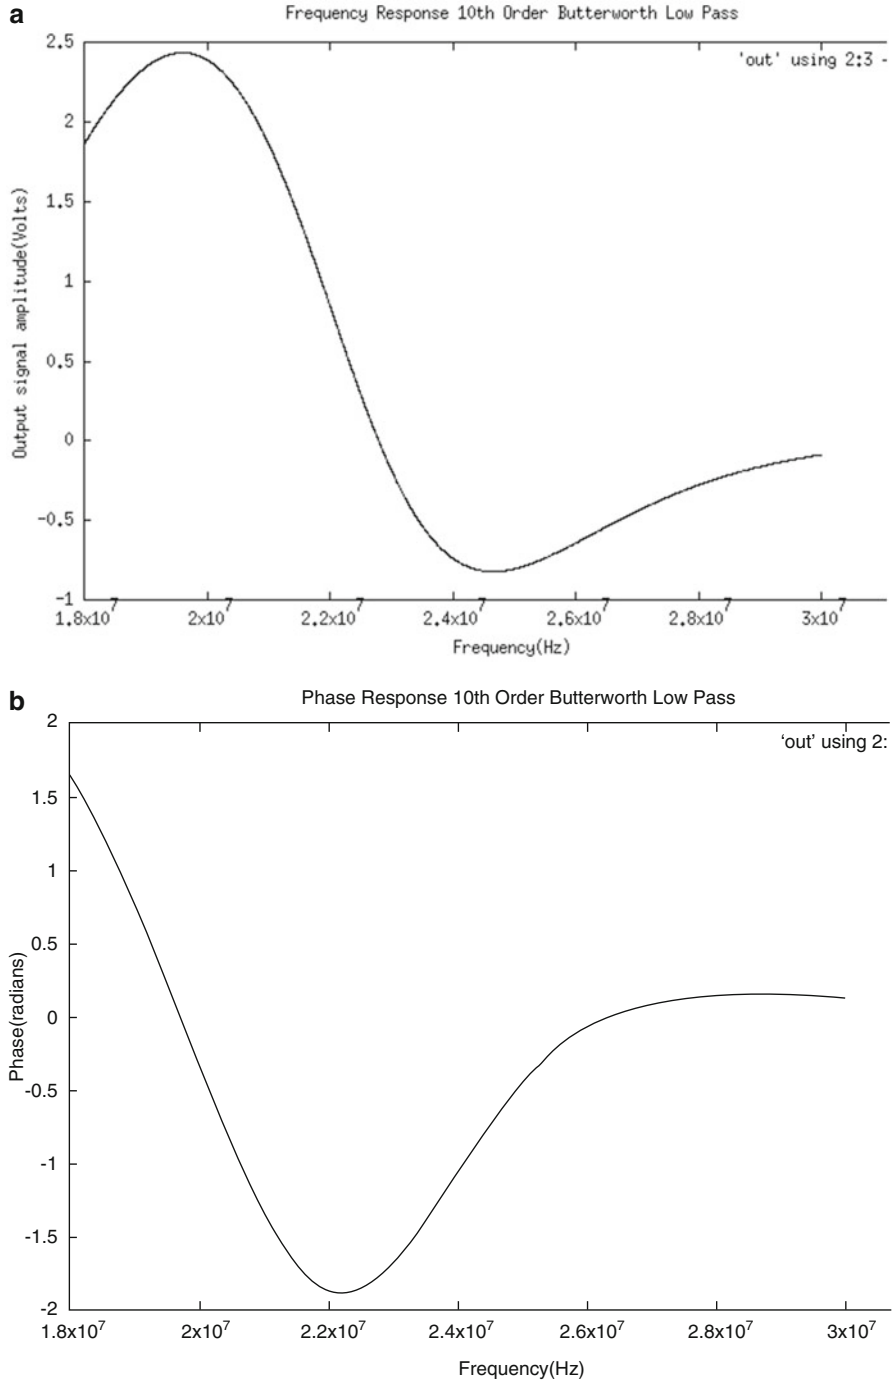 a
Frequency Response 10th Order Butterworth Low Pass
'out' using 2:3
2.5
2
1.5
1
0.5
0
-0.5
-1
Output signal amplitude(Volts)
1.8x10^7 2x10^7 2.2x10^7 2.4x10^7 2.6x10^7 2.8x10^7 3x10^7
Frequency(Hz)
b
Phase Response 10th Order Butterworth Low Pass
'out' using 2:
2
1.5
1
0.5
0
-0.5
-1
-1.5
-2
Phase(radians)
1.8x10^7 2x10^7 2.2x10^7 2.4x10^7 2.6x10^7 2.8x10^7 3x10^7
Frequency(Hz)